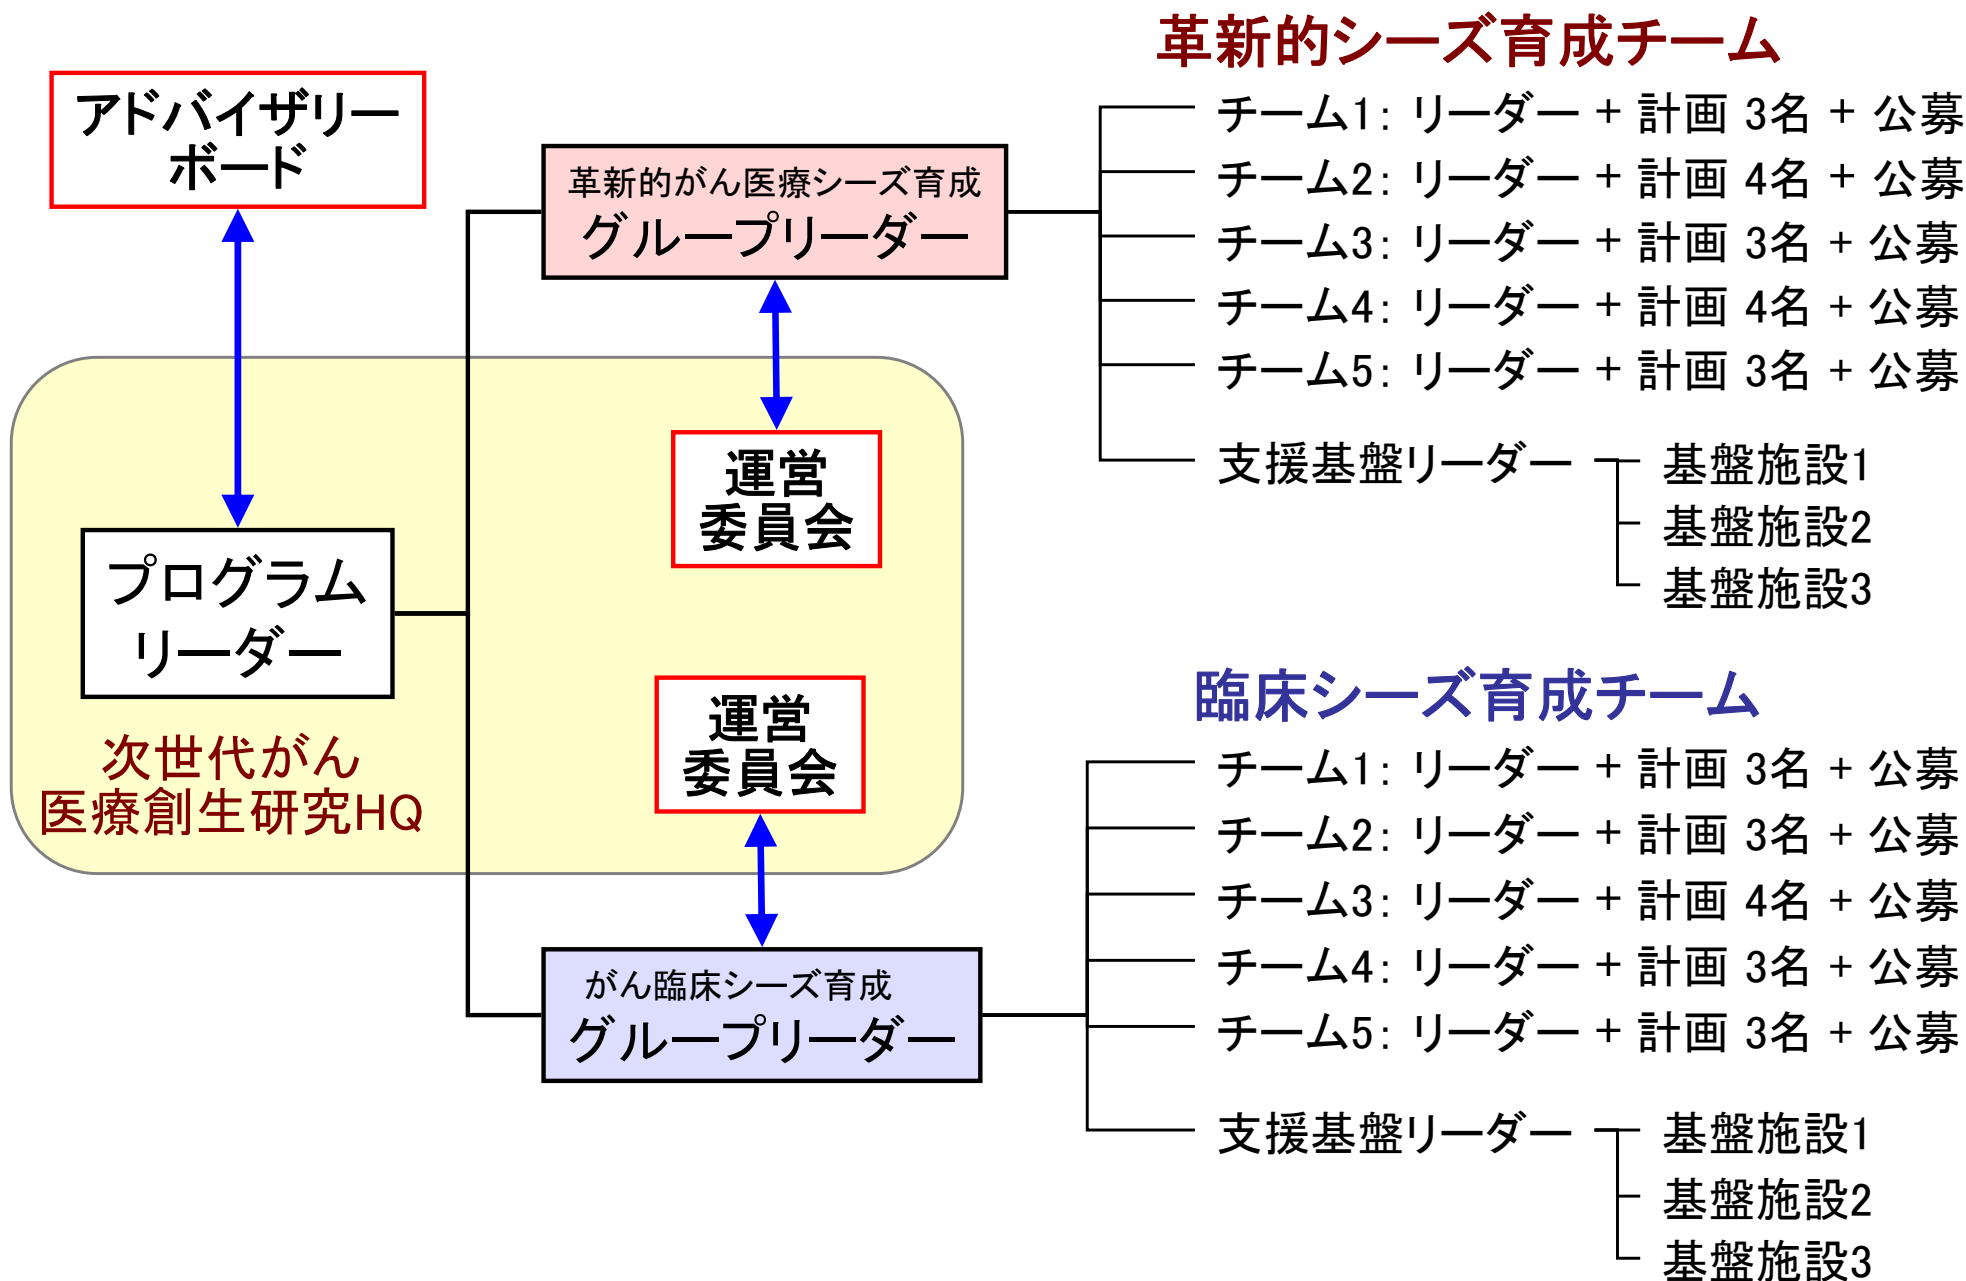 アドバイザリー
ボード
プログラム
リーダー
次世代がん
医療創生研究HQ
革新的がん医療シーズ育成
グループリーダー
運営
委員会
運営
委員会
がん臨床シーズ育成
グループリーダー
革新的シーズ育成チーム
チーム1: リーダー + 計画 3名 + 公募
チーム2: リーダー + 計画 4名 + 公募
チーム3: リーダー + 計画 3名 + 公募
チーム4: リーダー + 計画 4名 + 公募
チーム5: リーダー + 計画 3名 + 公募
支援基盤リーダー 基盤施設1
基盤施設2
基盤施設3
臨床シーズ育成チーム
チーム1: リーダー + 計画 3名 + 公募
チーム2: リーダー + 計画 3名 + 公募
チーム3: リーダー + 計画 4名 + 公募
チーム4: リーダー + 計画 3名 + 公募
チーム5: リーダー + 計画 3名 + 公募
支援基盤リーダー 基盤施設1
基盤施設2
基盤施設3